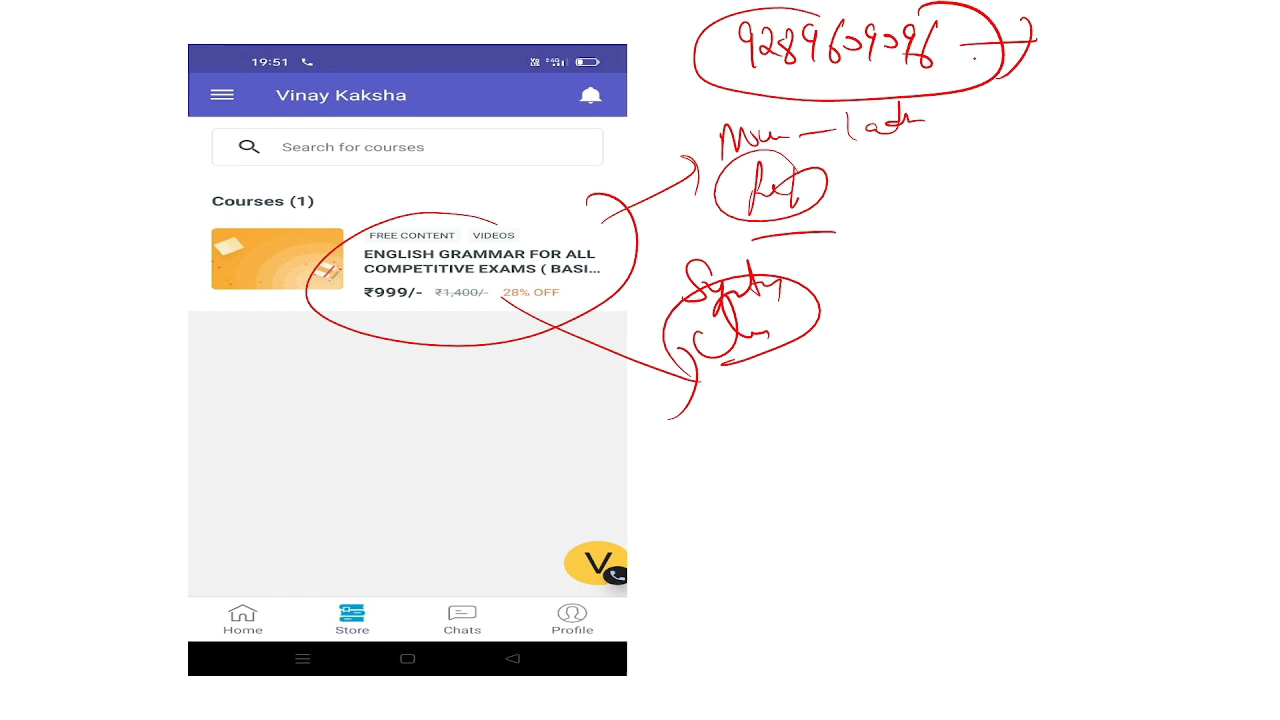 19:51
Vinay Kaksha
Search for courses
Courses (1)
FREE CONTENT VIDEOS
ENGLISH GRAMMAR FOR ALL
COMPETITIVE EXAMS ( BASI...
₹999/- ₹1,400/- 28% OFF
V
Home Store Chats Profile
9289609096